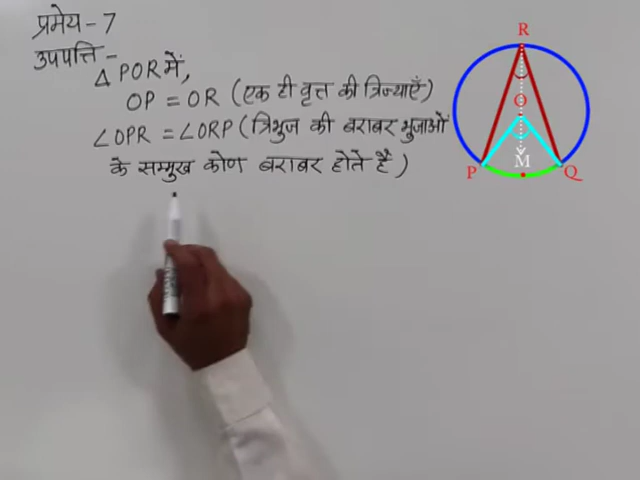 प्रमेय-7
उपपत्ति-
△ POR में,
OP = OR (एक ही वृत्त की त्रिज्याएँ)
∠OPR = ∠ORP (त्रिभुज की बराबर भुजाओं
के सम्मुख कोण बराबर होते हैं)
R
O
M
P
Q